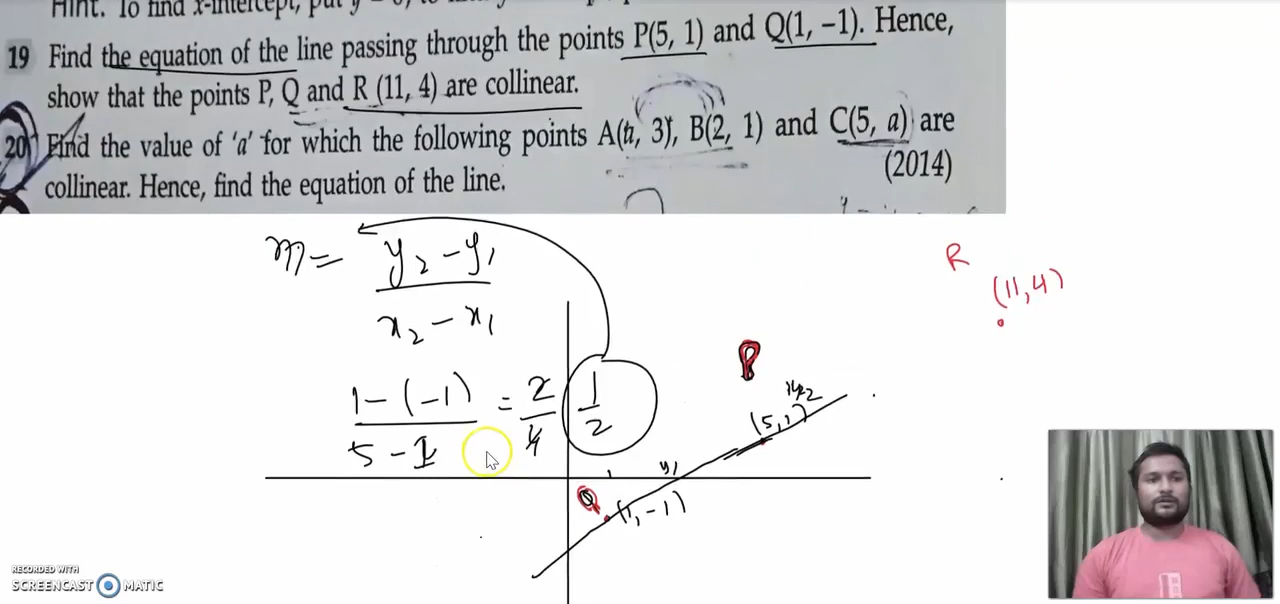 Hint. To find x-intercept, put y
19 Find the equation of the line passing through the points P(5, 1) and Q(1, −1). Hence,
show that the points P, Q and R (11, 4) are collinear.
20 Find the value of 'a' for which the following points A(a, 3), B(2, 1) and C(5, a) are
collinear. Hence, find the equation of the line. (2014)
m = y₂ − y₁
x₂ − x₁
1 − (−1) = 2 1
5 − 1 4 2
R
(11, 4)
P
(5, 1)
Q (1, −1)
y₁
RECORDED WITH
SCREENCAST MATIC